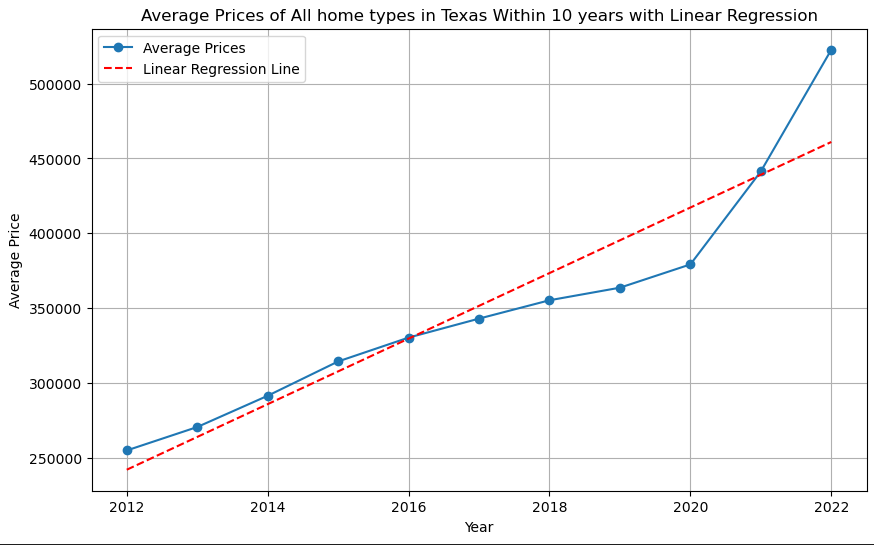 Average Prices of All home types in Texas Within 10 years with Linear Regression
Average Prices
Linear Regression Line
500000
450000
400000
350000
300000
250000
Average Price
2012
2014
2016
2018
2020
2022
Year